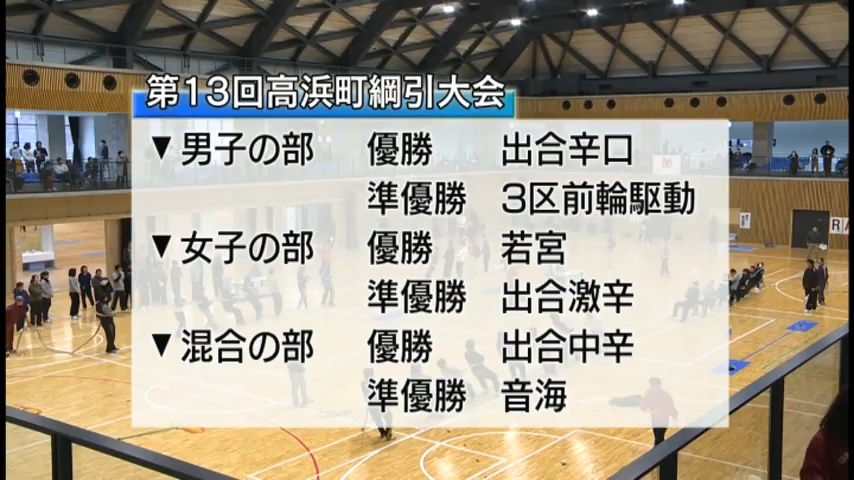 第13回高浜町綱引大会
▼男子の部 優勝 出合辛口
準優勝 3区前輪駆動
▼女子の部 優勝 若宮
準優勝 出合激辛
▼混合の部 優勝 出合中辛
準優勝 音海
RA